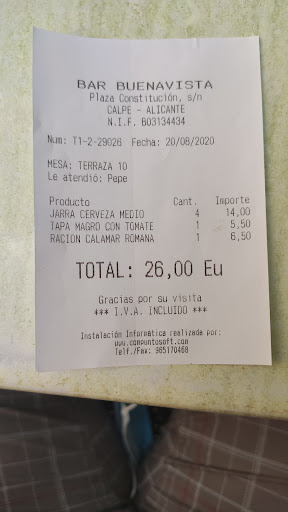 BAR BUENAVISTA
Plaza Constitución, s/n
CALPE - ALICANTE
N.I.F. B03134434
Num: T1-2-29026 Fecha: 20/08/2020
MESA: TERRAZA 10
Le atendió: Pepe
Producto Cant. Importe
JARRA CERVEZA MEDIO 4 14,00
TAPA MAGRO CON TOMATE 1 5,50
RACION CALAMAR ROMANA 1 6,50
TOTAL: 26,00 Eu
Gracias por su visita
*** I.V.A. INCLUIDO ***
Instalación Informática realizada por:
www.compuntosoft.com
Telf./Fax: 965170468